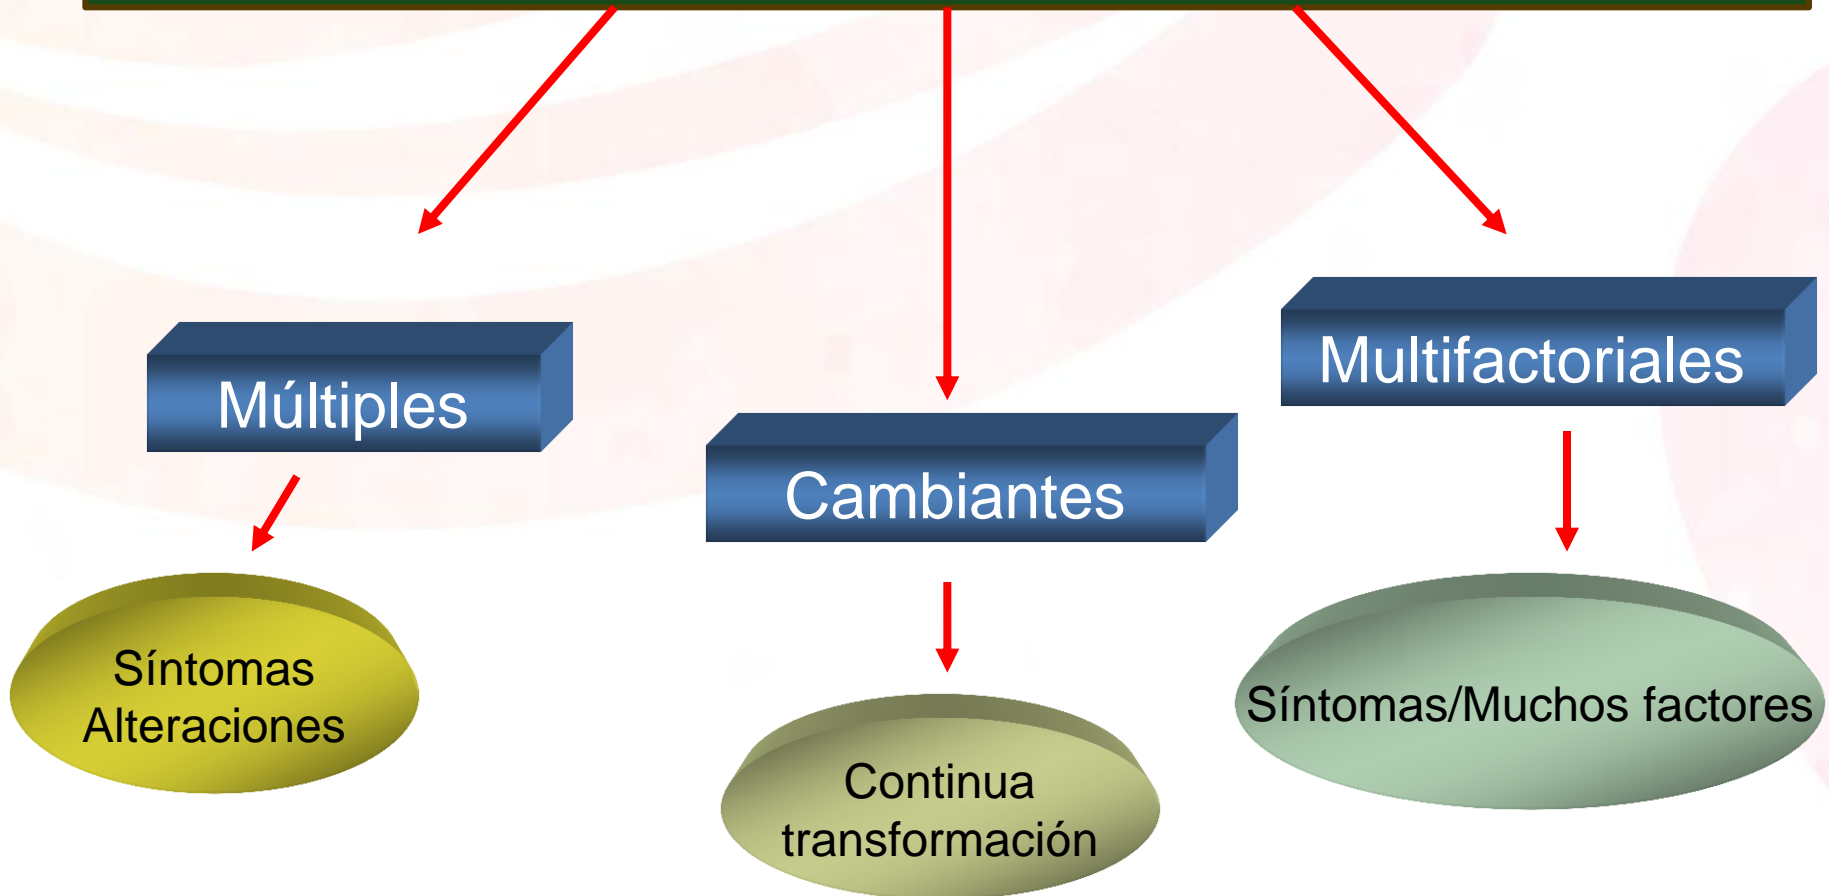 Múltiples
Cambiantes
Multifactoriales
Síntomas
Alteraciones
Continua
transformación
Síntomas/Muchos factores